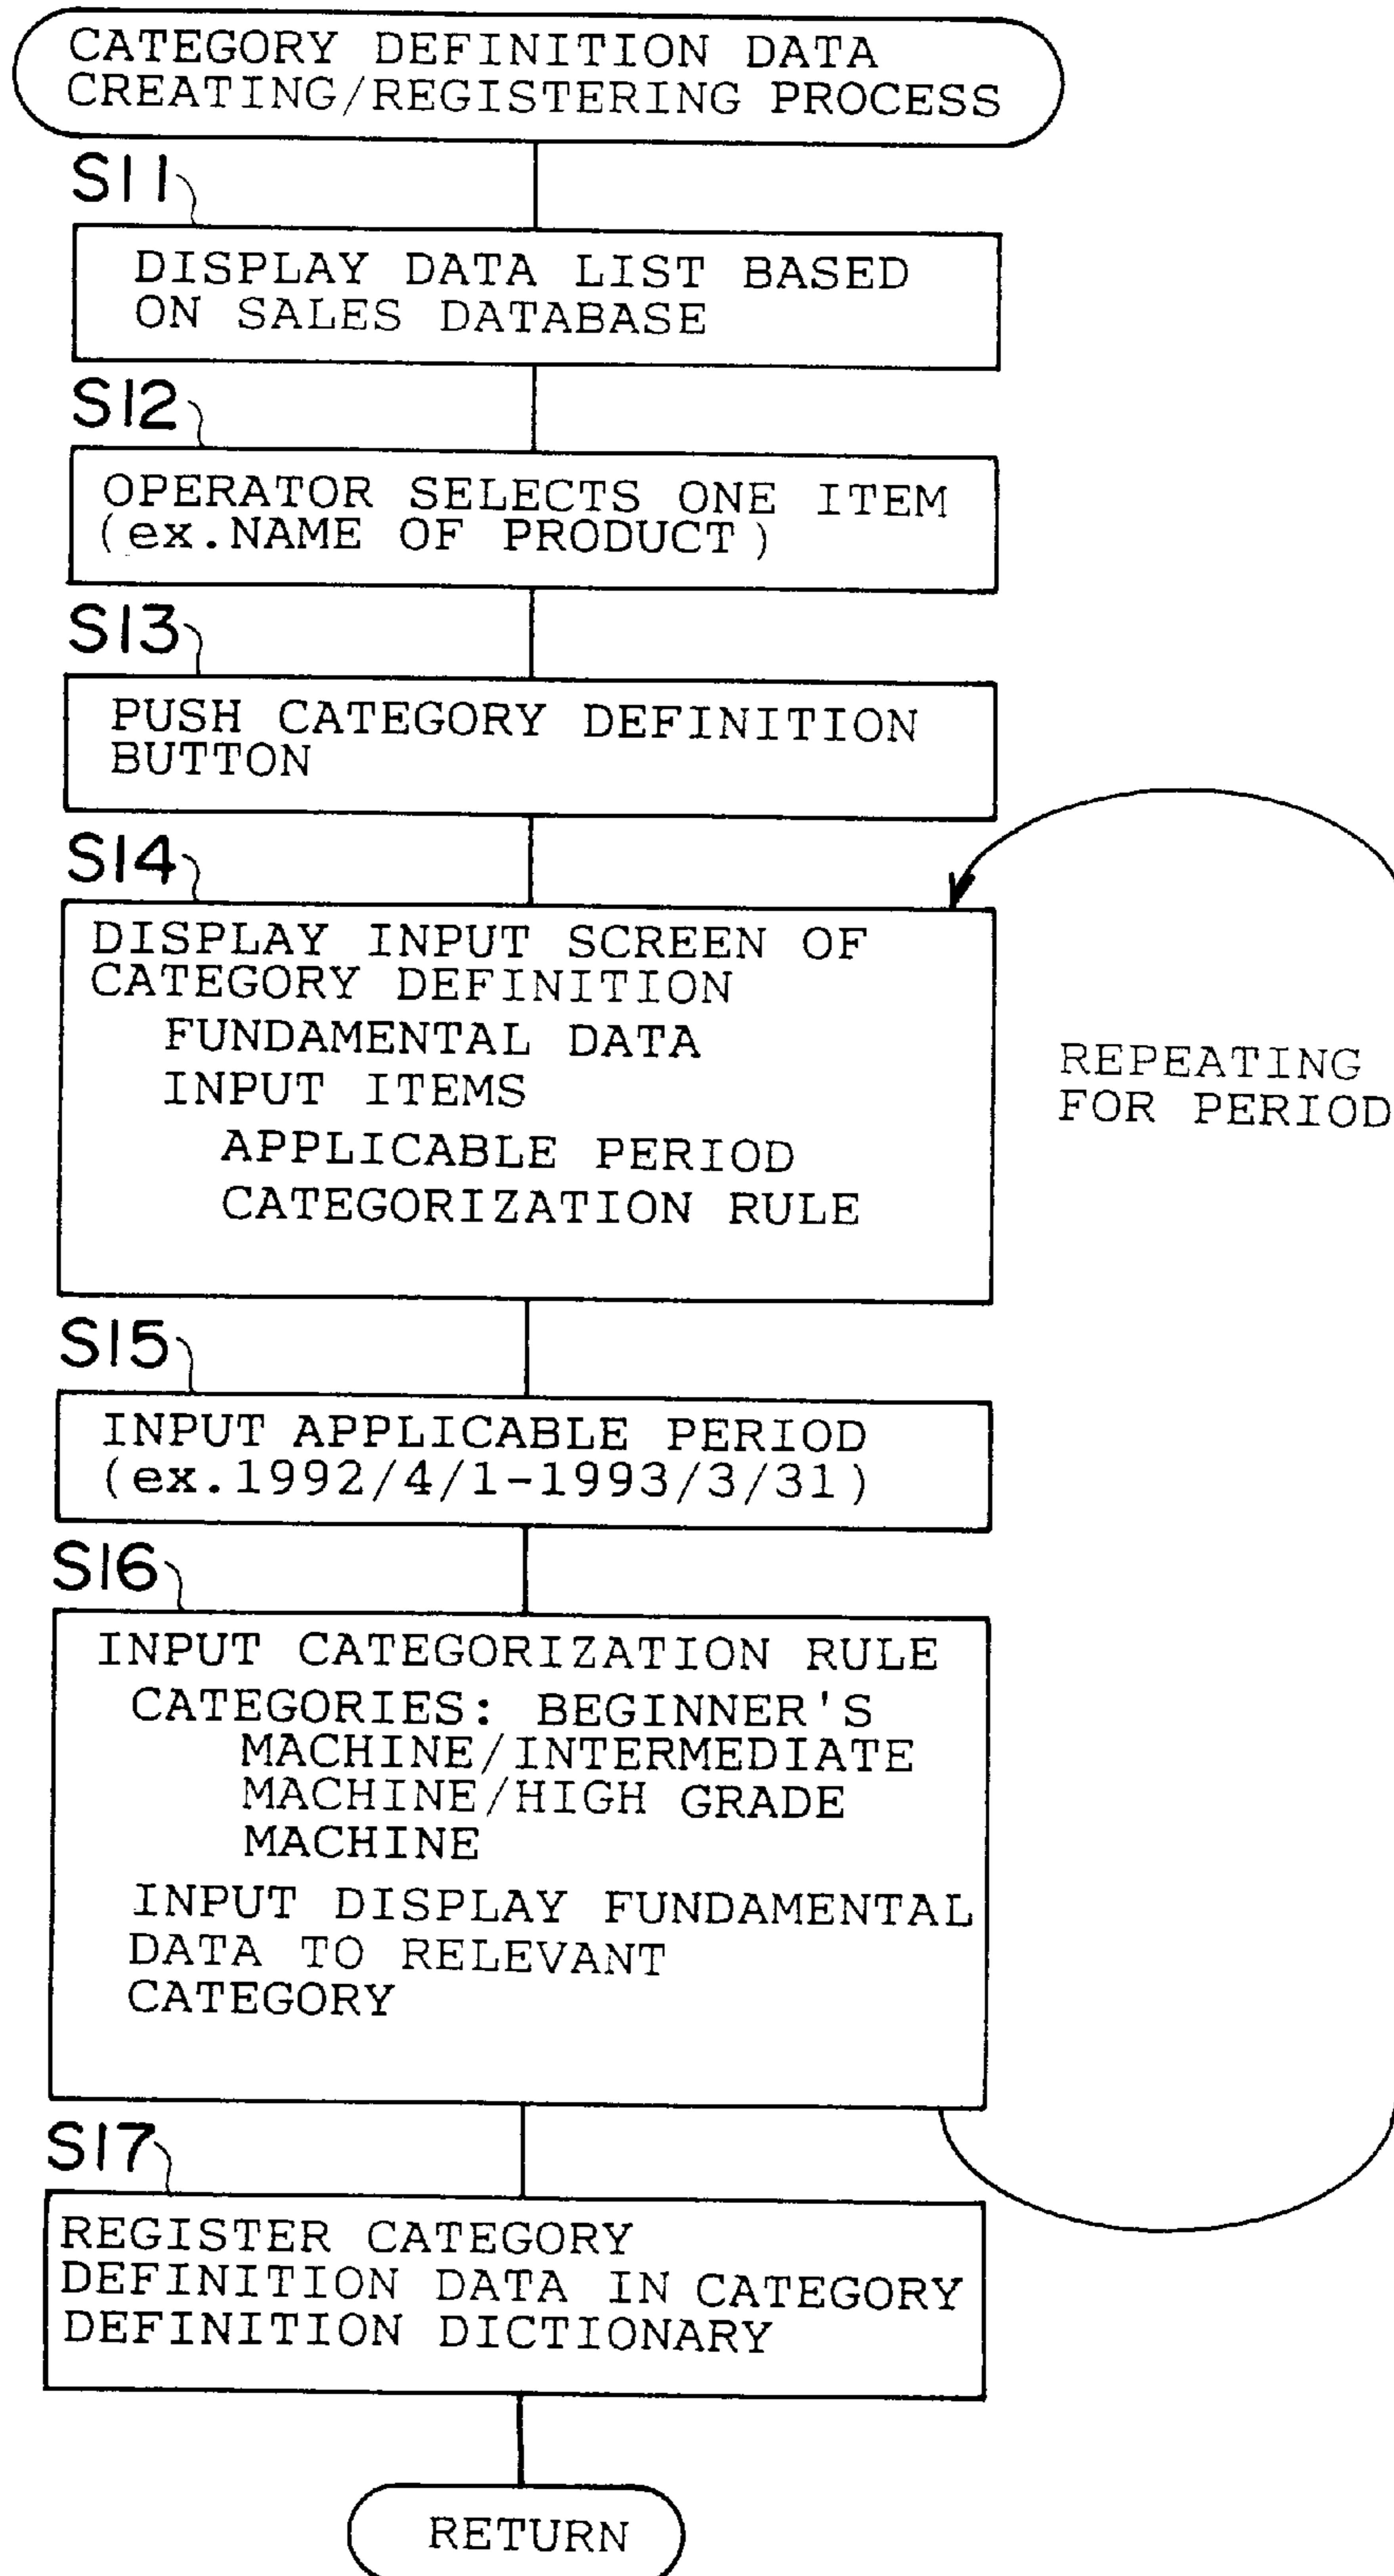 CATEGORY DEFINITION DATA
CREATING/REGISTERING PROCESS
S11
DISPLAY DATA LIST BASED
ON SALES DATABASE
S12
OPERATOR SELECTS ONE ITEM
(ex.NAME OF PRODUCT)
S13
PUSH CATEGORY DEFINITION
BUTTON
S14
DISPLAY INPUT SCREEN OF
CATEGORY DEFINITION
FUNDAMENTAL DATA
INPUT ITEMS
APPLICABLE PERIOD
CATEGORIZATION RULE
REPEATING
FOR PERIOD
S15
INPUT APPLICABLE PERIOD
(ex.1992/4/1-1993/3/31)
S16
INPUT CATEGORIZATION RULE
CATEGORIES: BEGINNER'S
MACHINE/INTERMEDIATE
MACHINE/HIGH GRADE
MACHINE
INPUT DISPLAY FUNDAMENTAL
DATA TO RELEVANT
CATEGORY
S17
REGISTER CATEGORY
DEFINITION DATA IN CATEGORY
DEFINITION DICTIONARY
RETURN